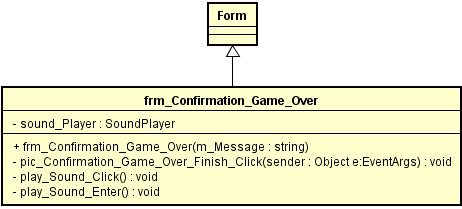 Form
frm_Confirmation_Game_Over
- sound_Player : SoundPlayer
+ frm_Confirmation_Game_Over(m_Message : string)
- pic_Confirmation_Game_Over_Finish_Click(sender : Object e:EventArgs) : void
- play_Sound_Click() : void
- play_Sound_Enter() : void